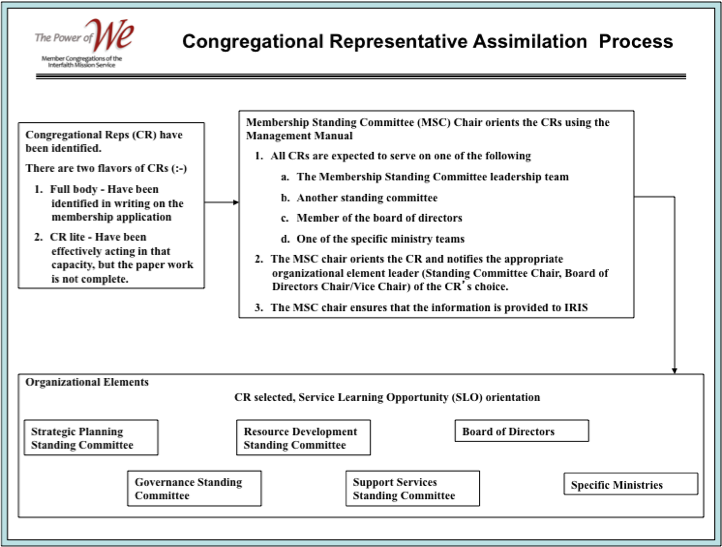 The Power of We
Member Congregations of the
Interfaith Mission Service
Congregational Representative Assimilation Process
Congregational Reps (CR) have
been identified.
There are two flavors of CRs (:-)
1. Full body - Have been
identified in writing on the
membership application
2. CR lite - Have been
effectively acting in that
capacity, but the paper work
is not complete.
Membership Standing Committee (MSC) Chair orients the CRs using the
Management Manual
1. All CRs are expected to serve on one of the following
a. The Membership Standing Committee leadership team
b. Another standing committee
c. Member of the board of directors
d. One of the specific ministry teams
2. The MSC chair orients the CR and notifies the appropriate
organizational element leader (Standing Committee Chair, Board of
Directors Chair/Vice Chair) of the CR’s choice.
3. The MSC chair ensures that the information is provided to IRIS
Organizational Elements
CR selected, Service Learning Opportunity (SLO) orientation
Strategic Planning
Standing Committee
Resource Development
Standing Committee
Board of Directors
Governance Standing
Committee
Support Services
Standing Committee
Specific Ministries